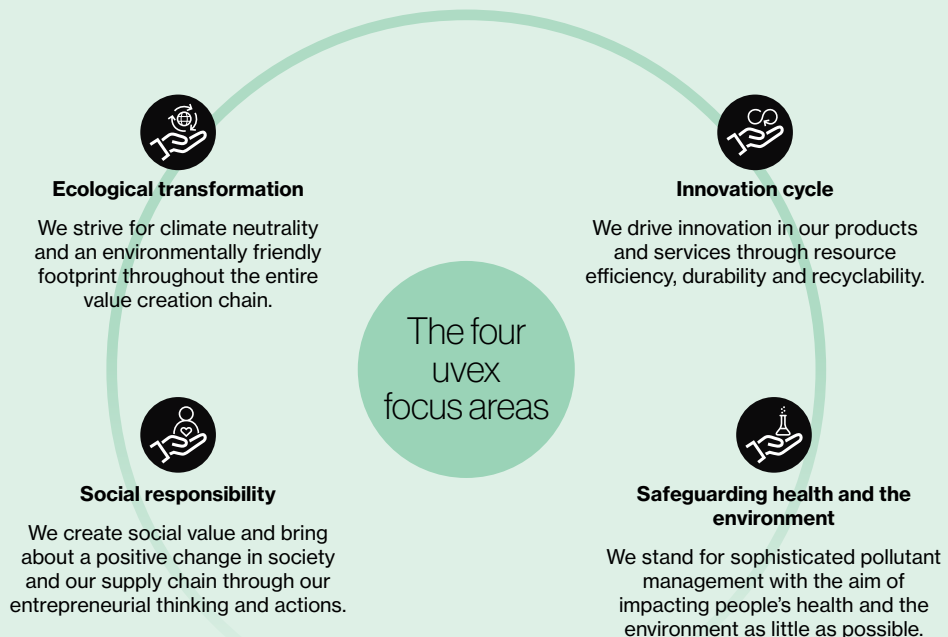 Ecological transformation
We strive for climate neutrality
and an environmentally friendly
footprint throughout the entire
value creation chain.
Innovation cycle
We drive innovation in our products
and services through resource
efficiency, durability and recyclability.
The four
uvex
focus areas
Social responsibility
We create social value and bring
about a positive change in society
and our supply chain through our
entrepreneurial thinking and actions.
Safeguarding health and the
environment
We stand for sophisticated pollutant
management with the aim of
impacting people’s health and the
environment as little as possible.